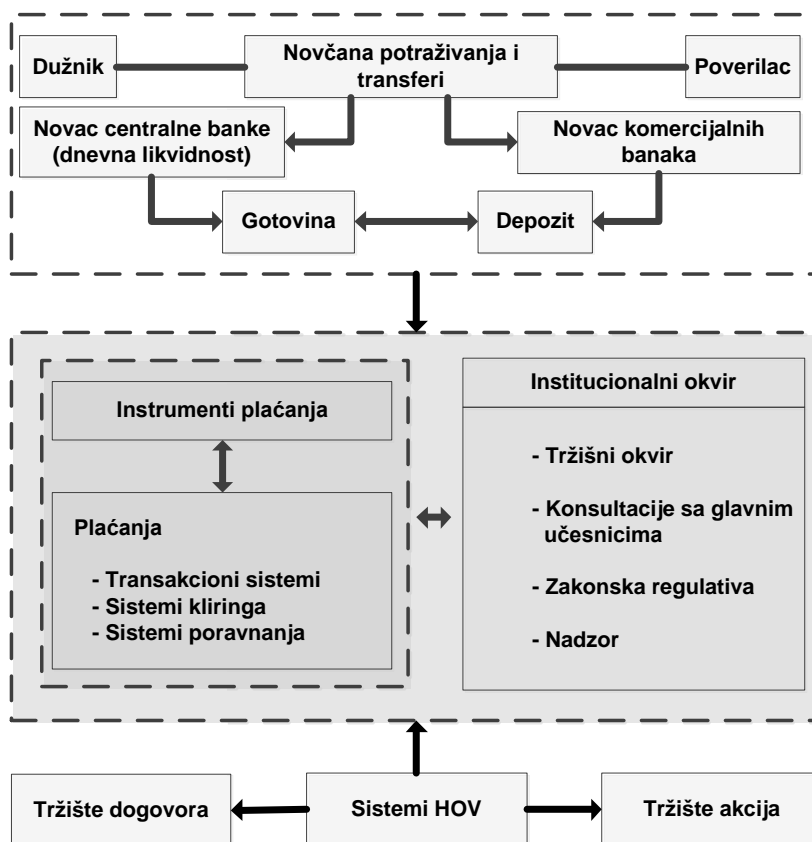 Dužnik
Novčana potraživanja i
transferi
Poverilac
Novac centralne banke
(dnevna likvidnost)
Novac komercijalnih
banaka
Gotovina
Depozit
Instrumenti plaćanja
Plaćanja
- Transakcioni sistemi
- Sistemi kliringa
- Sistemi poravnanja
Institucionalni okvir
- Tržišni okvir
- Konsultacije sa glavnim
učesnicima
- Zakonska regulativa
- Nadzor
Tržište dogovora
Sistemi HOV
Tržište akcija